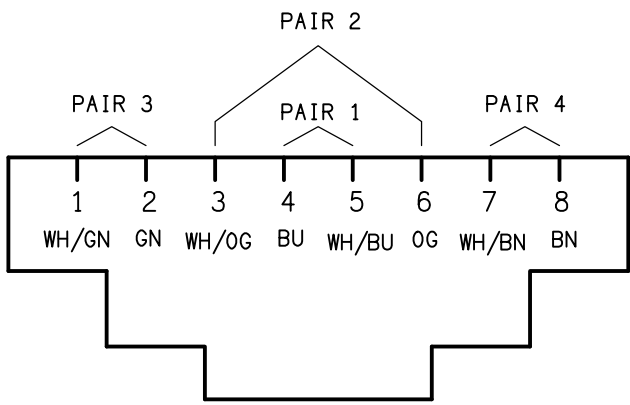 PAIR 2
PAIR 3 PAIR 1 PAIR 4
1 2 3 4 5 6 7 8
WH/GN GN WH/OG BU WH/BU OG WH/BN BN